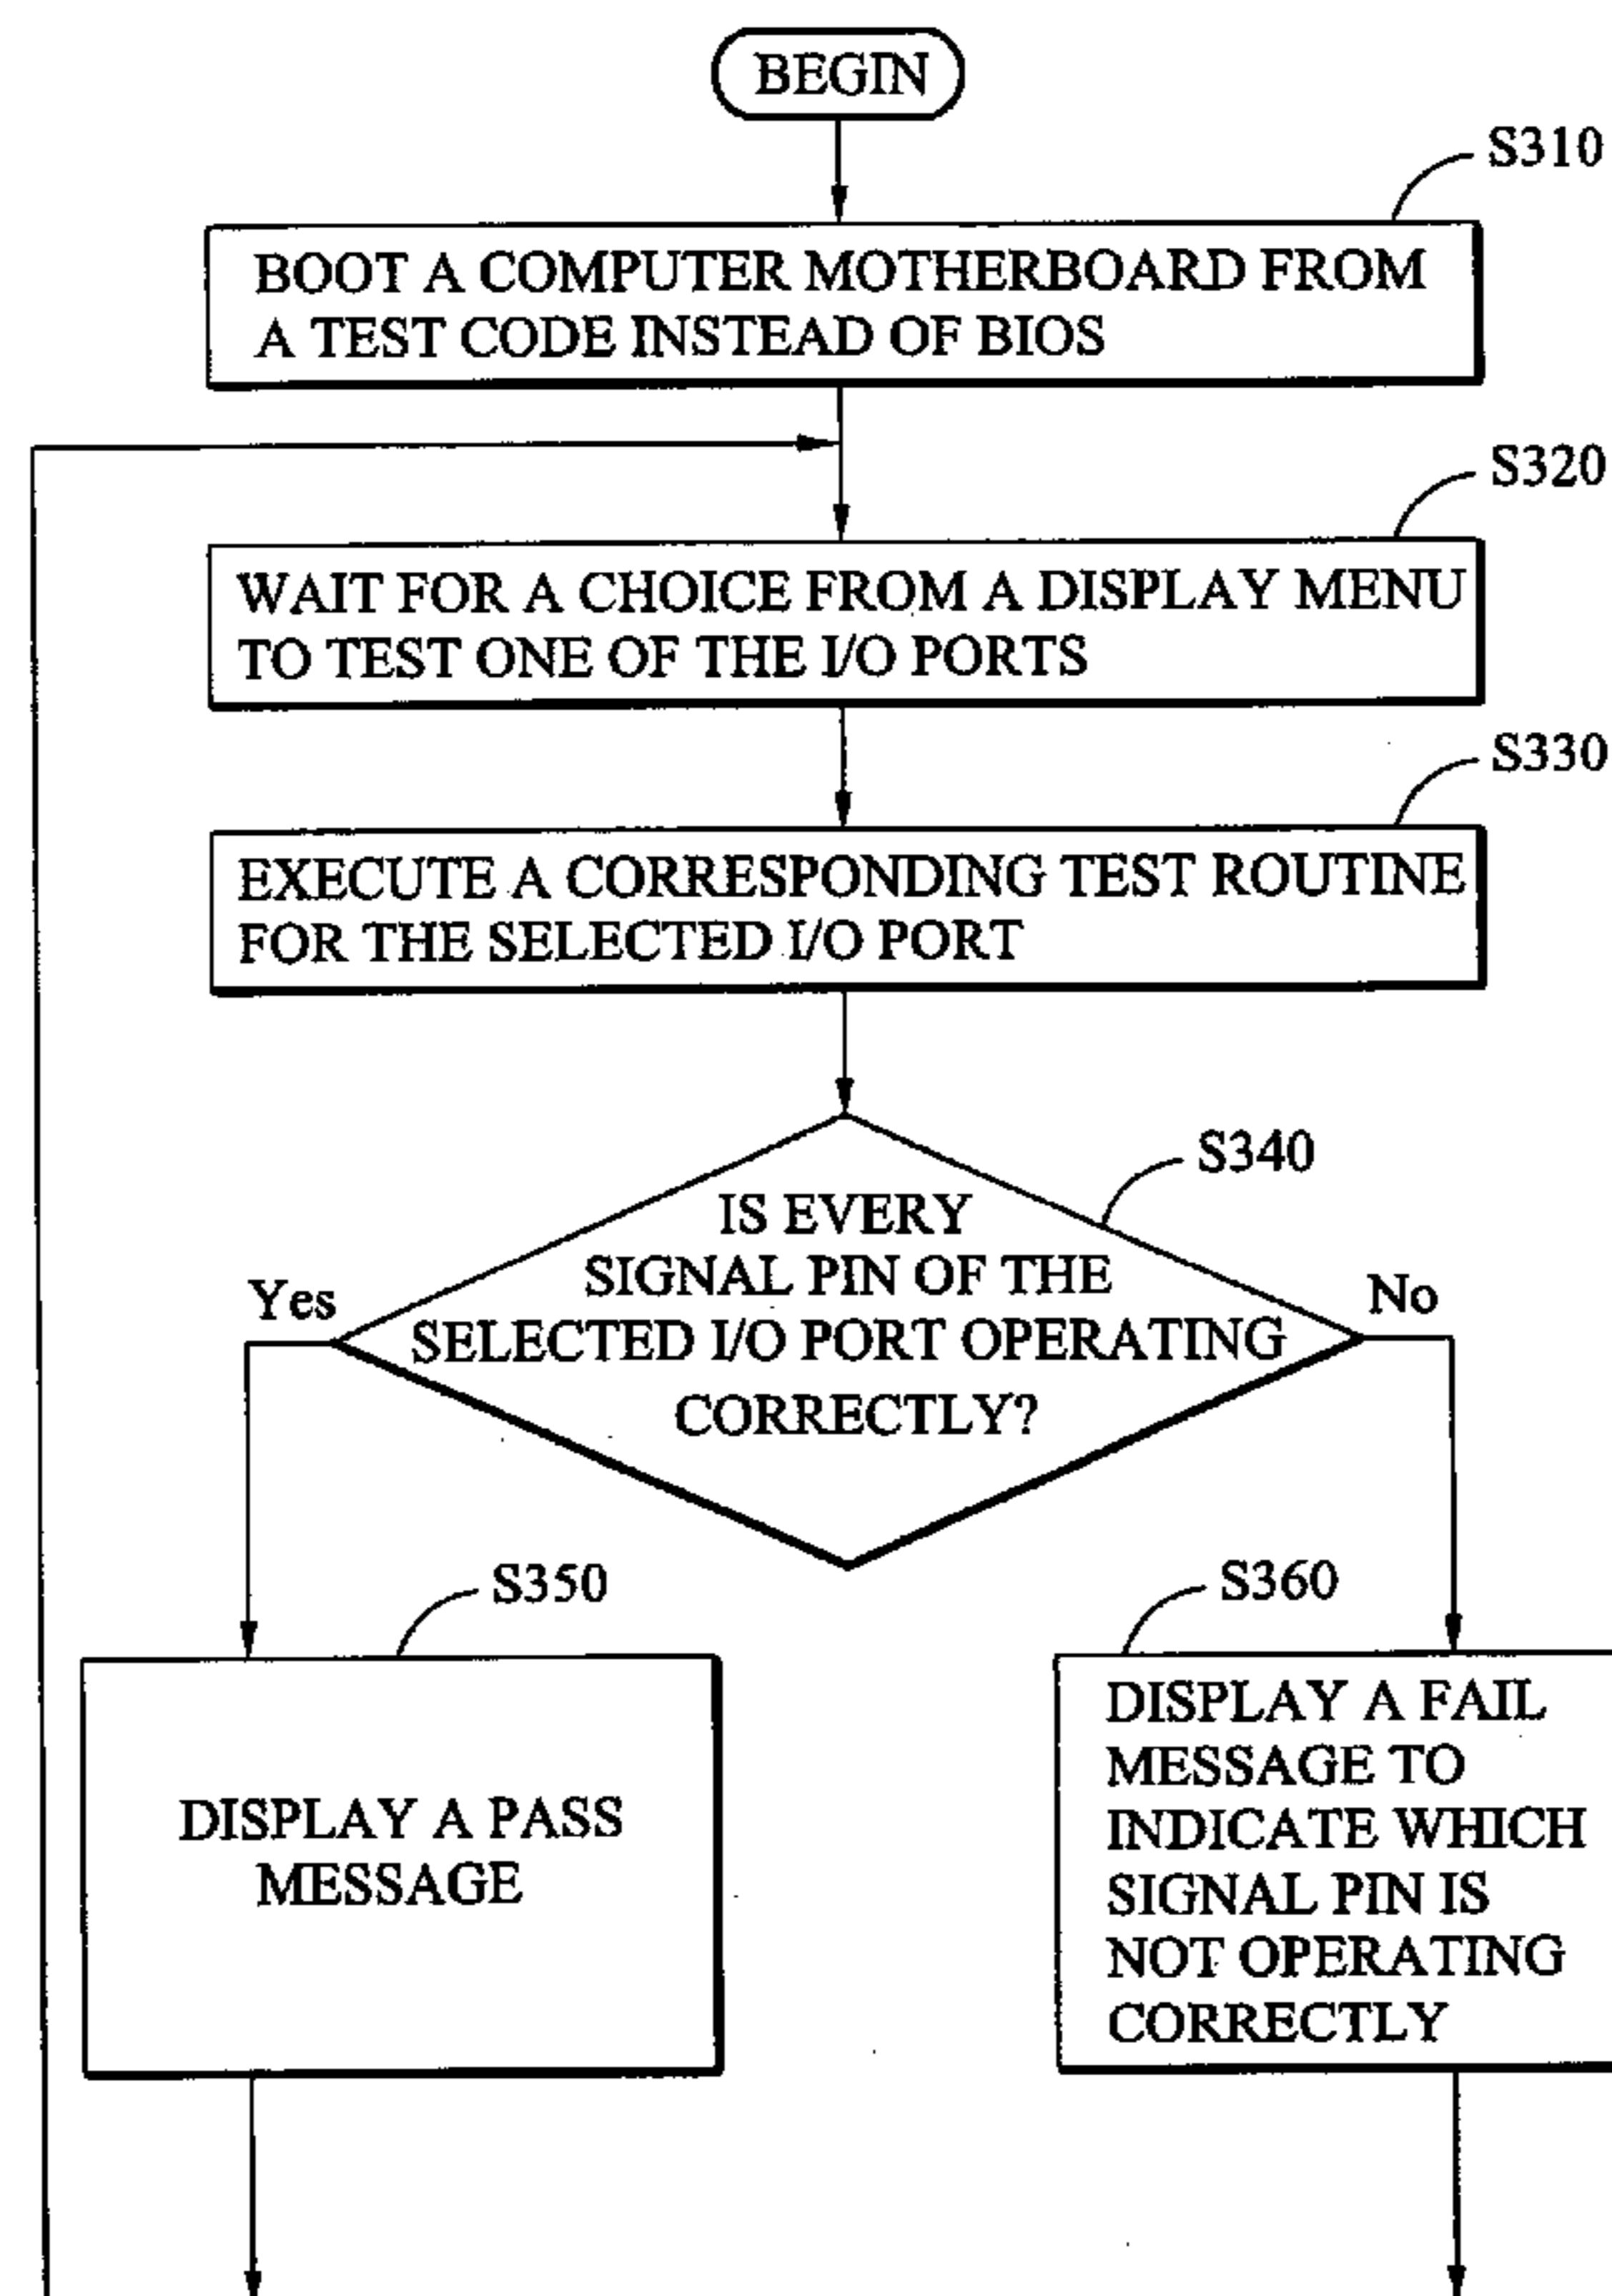 BEGIN
S310
BOOT A COMPUTER MOTHERBOARD FROM
A TEST CODE INSTEAD OF BIOS
S320
WAIT FOR A CHOICE FROM A DISPLAY MENU
TO TEST ONE OF THE I/O PORTS
S330
EXECUTE A CORRESPONDING TEST ROUTINE
FOR THE SELECTED I/O PORT
S340
IS EVERY
SIGNAL PIN OF THE
SELECTED I/O PORT OPERATING
CORRECTLY?
Yes
No
S350
DISPLAY A PASS
MESSAGE
S360
DISPLAY A FAIL
MESSAGE TO
INDICATE WHICH
SIGNAL PIN IS
NOT OPERATING
CORRECTLY